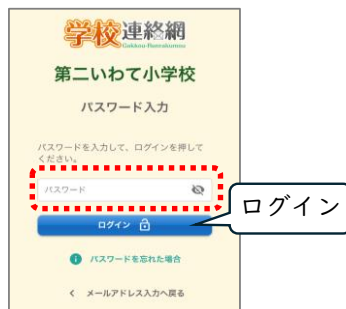 学校連絡網
Gakkou-Renrakumou
第二いわて小学校
パスワード入力
パスワードを入力して、ログインを押して
ください。
パスワード
ログイン
ログイン
パスワードを忘れた場合
< メールアドレス入力へ戻る